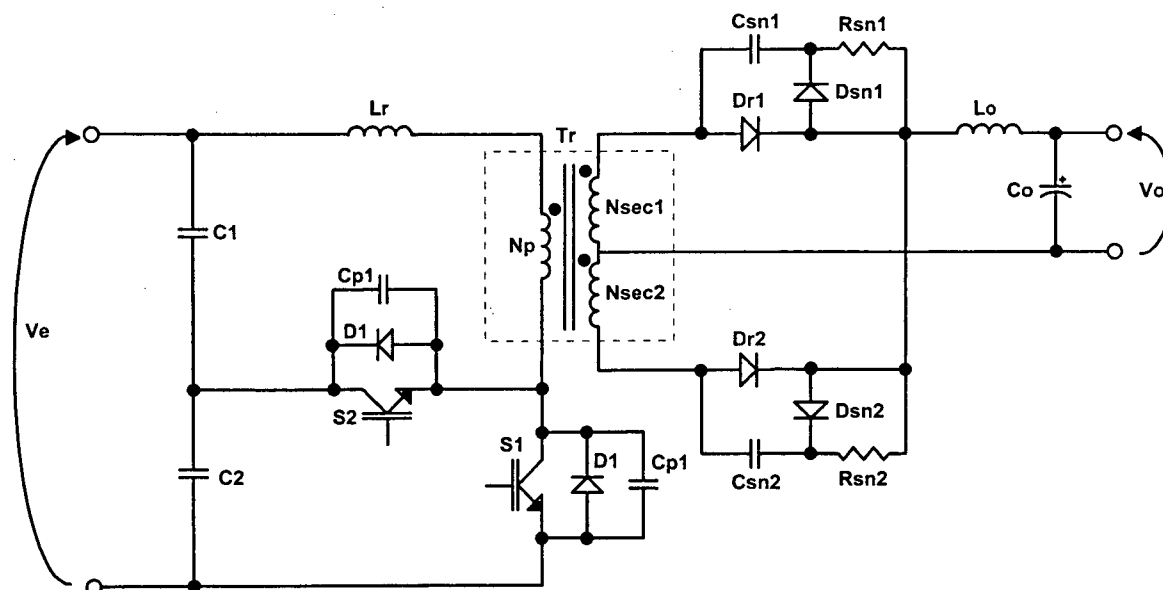 Csn1
Rsn1
Dsn1
Dr1
Lr
Lo
Tr
Nsec1
Co
+
Vo
C1
Np
Cp1
Nsec2
D1
Ve
Dr2
Dsn2
S2
S1
D1
Cp1
C2
Csn2
Rsn2